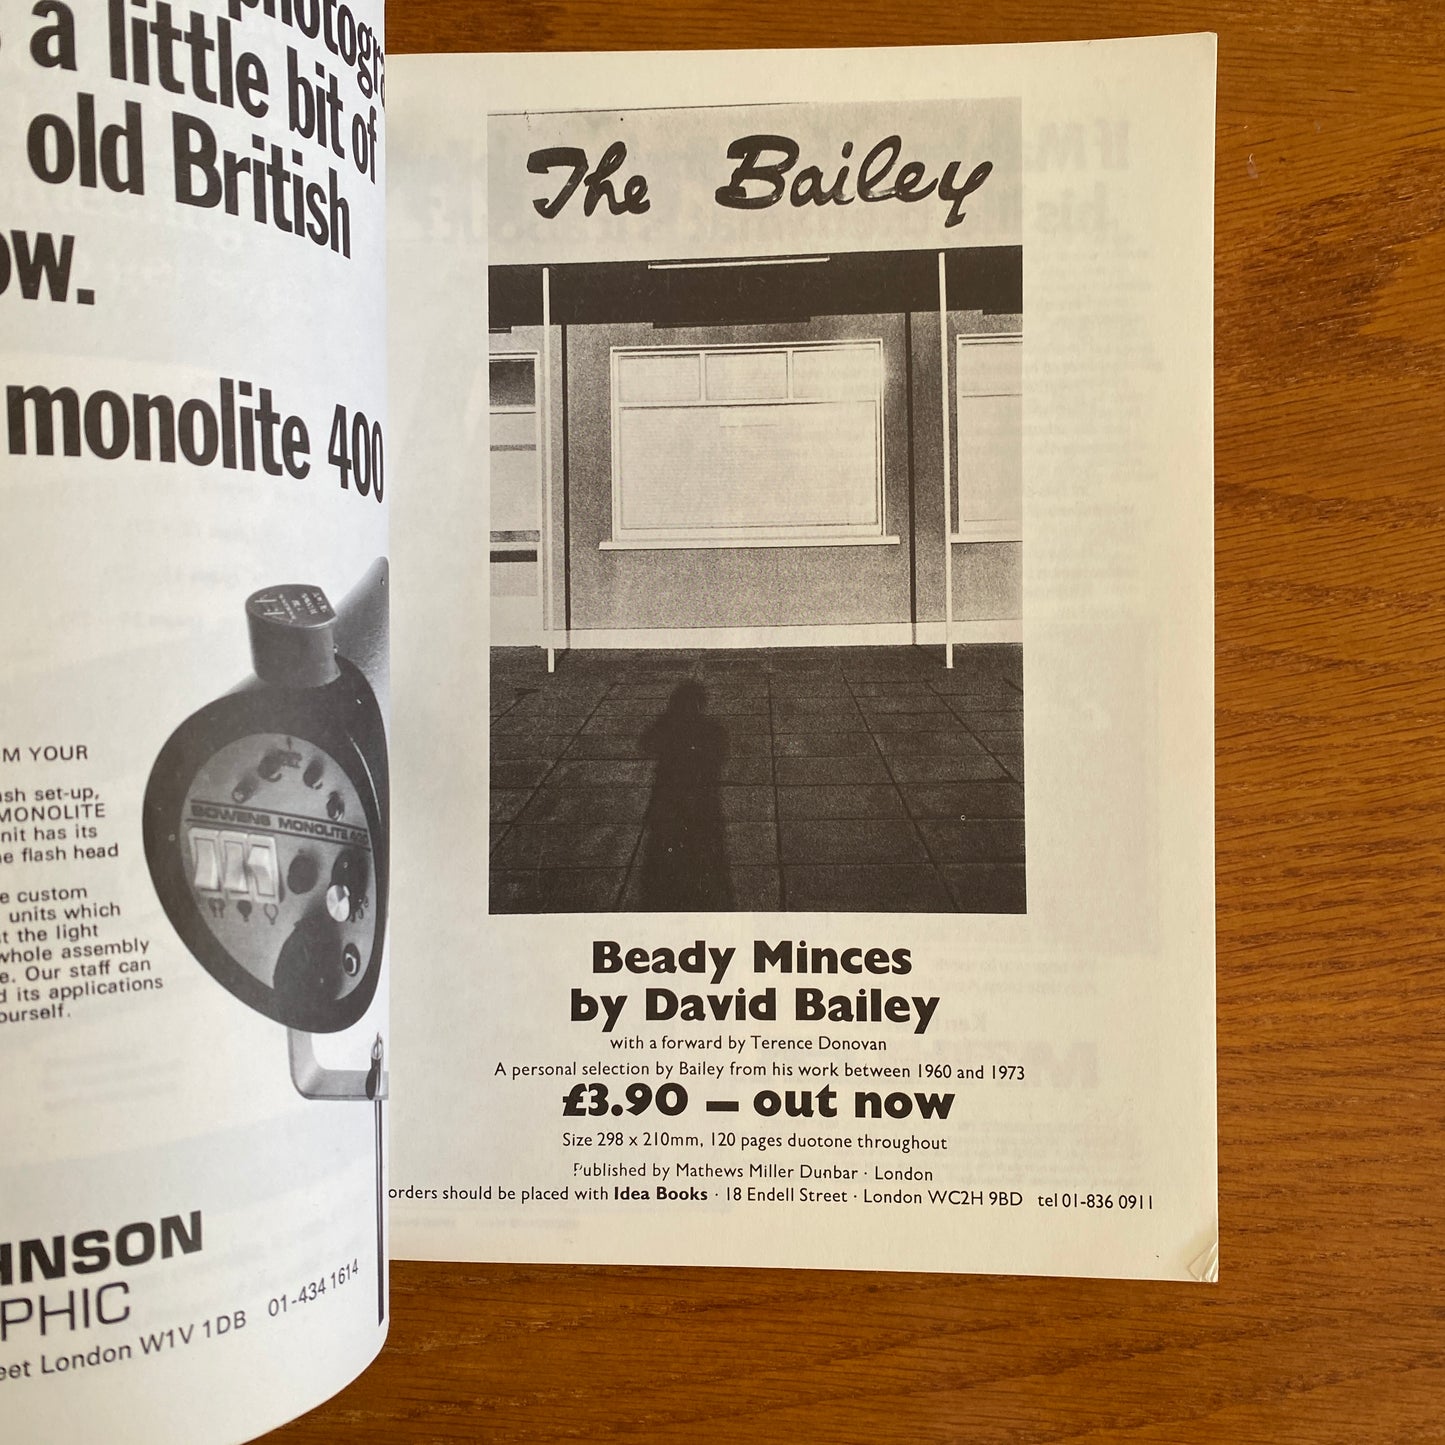 a little bit of
old British
ow.
monolite 400
M YOUR
sh set-up,
MONOLITE
nit has its
e flash head
e custom
units which
t the light
whole assembly
e. Our staff can
d its applications
ourself.
BOWENS MONOLITE 400
HNSON
PHIC
eet London W1V 1DB 01-434 1614
The Bailey
Beady Minces
by David Bailey
with a forward by Terence Donovan
A personal selection by Bailey from his work between 1960 and 1973
£3.90 — out now
Size 298 x 210mm, 120 pages duotone throughout
Published by Mathews Miller Dunbar · London
orders should be placed with Idea Books · 18 Endell Street · London WC2H 9BD tel 01-836 0911